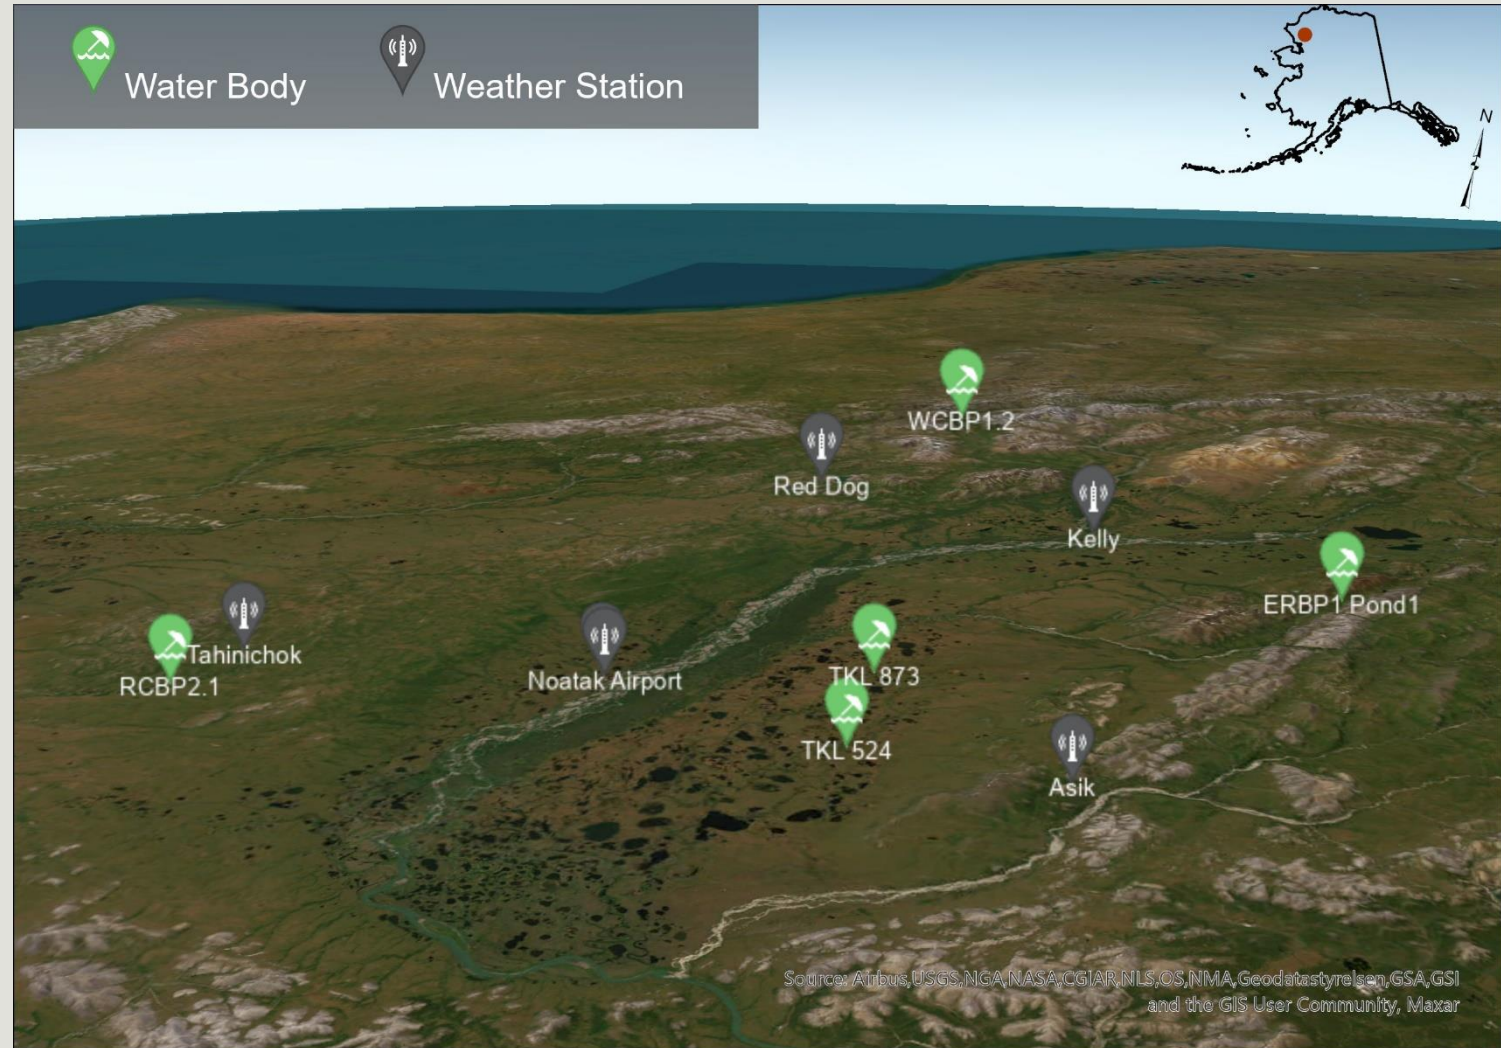 Water Body
Weather Station
N
WCBP1.2
Red Dog
Kelly
ERBP1 Pond1
Tahinichok
RCBP2.1
Noatak Airport
TKL 873
TKL 524
Asik
Source: Airbus,USGS,NGA,NASA,CGIAR,NLS,OS,NMA,Geodatastyrelsen,GSA,GSI
and the GIS User Community, Maxar